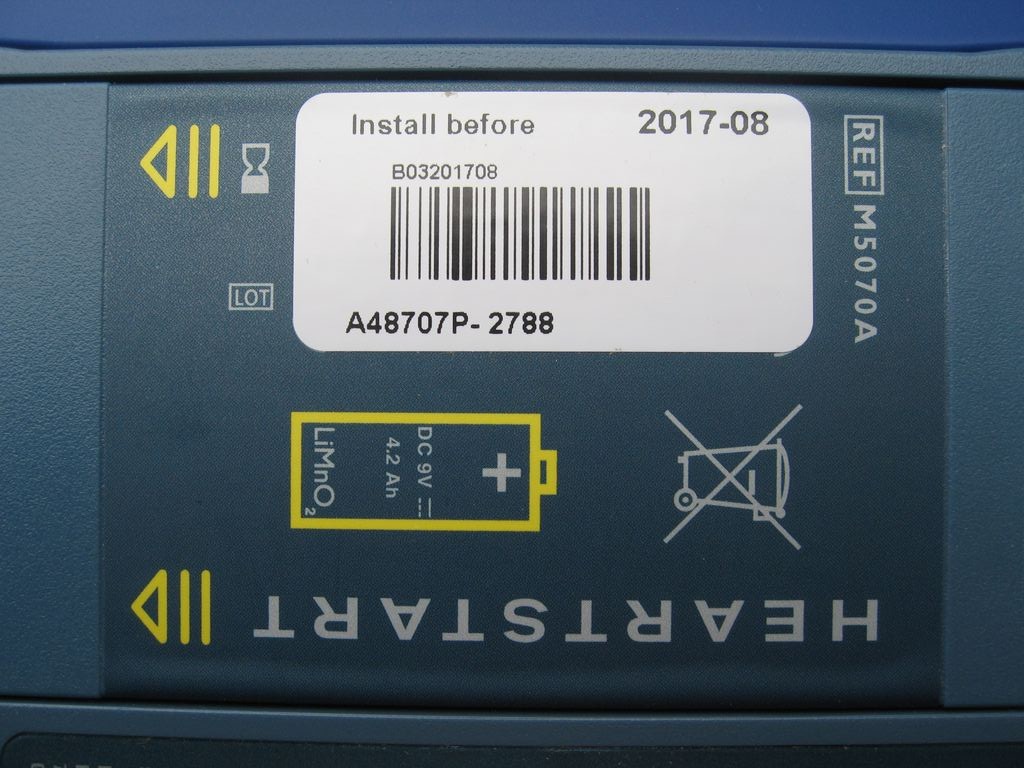 Install before 2017-08
B03201708
LOT
A48707P- 2788
REF M5070A
DC 9V
4.2 Ah
LiMnO₂
HEARTSTART